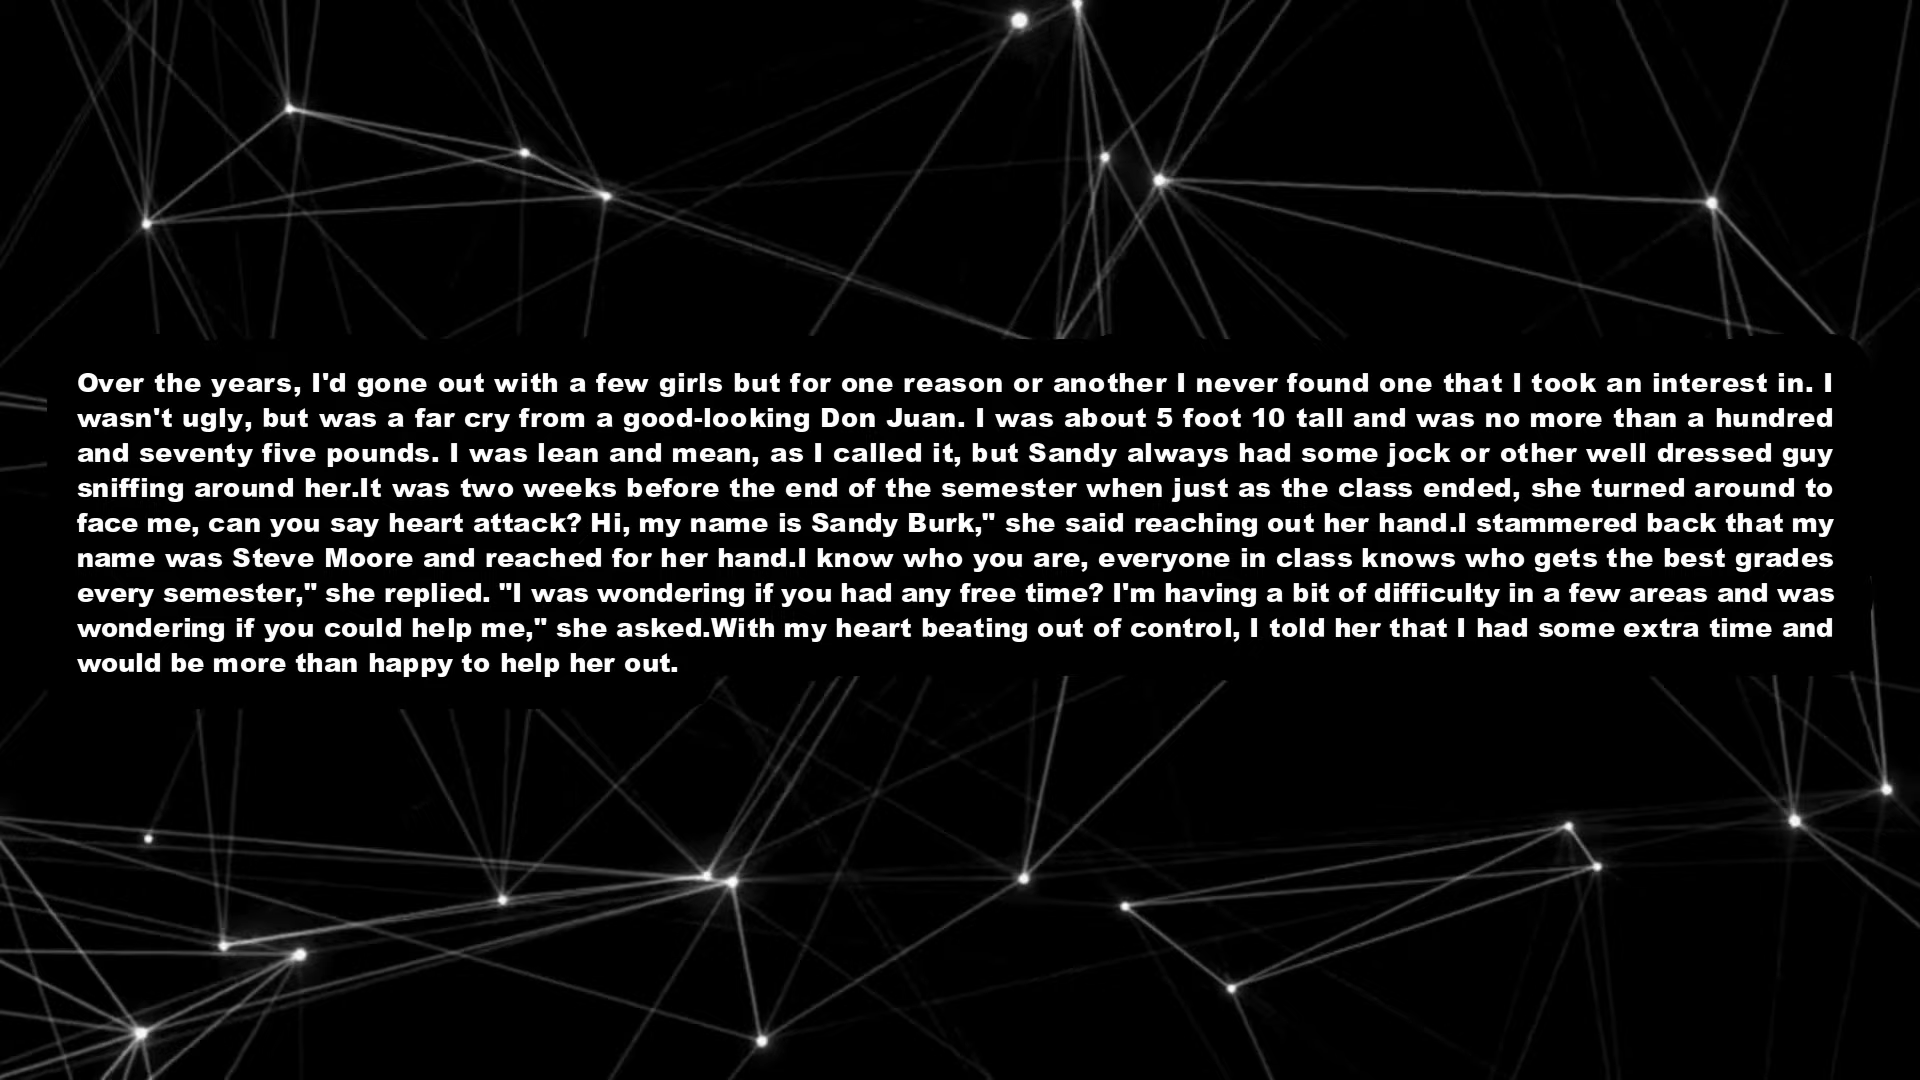 Over the years, I'd gone out with a few girls but for one reason or another I never found one that I took an interest in. I
wasn't ugly, but was a far cry from a good-looking Don Juan. I was about 5 foot 10 tall and was no more than a hundred
and seventy five pounds. I was lean and mean, as I called it, but Sandy always had some jock or other well dressed guy
sniffing around her.It was two weeks before the end of the semester when just as the class ended, she turned around to
face me, can you say heart attack? Hi, my name is Sandy Burk," she said reaching out her hand.I stammered back that my
name was Steve Moore and reached for her hand.I know who you are, everyone in class knows who gets the best grades
every semester," she replied. "I was wondering if you had any free time? I'm having a bit of difficulty in a few areas and was
wondering if you could help me," she asked.With my heart beating out of control, I told her that I had some extra time and
would be more than happy to help her out.